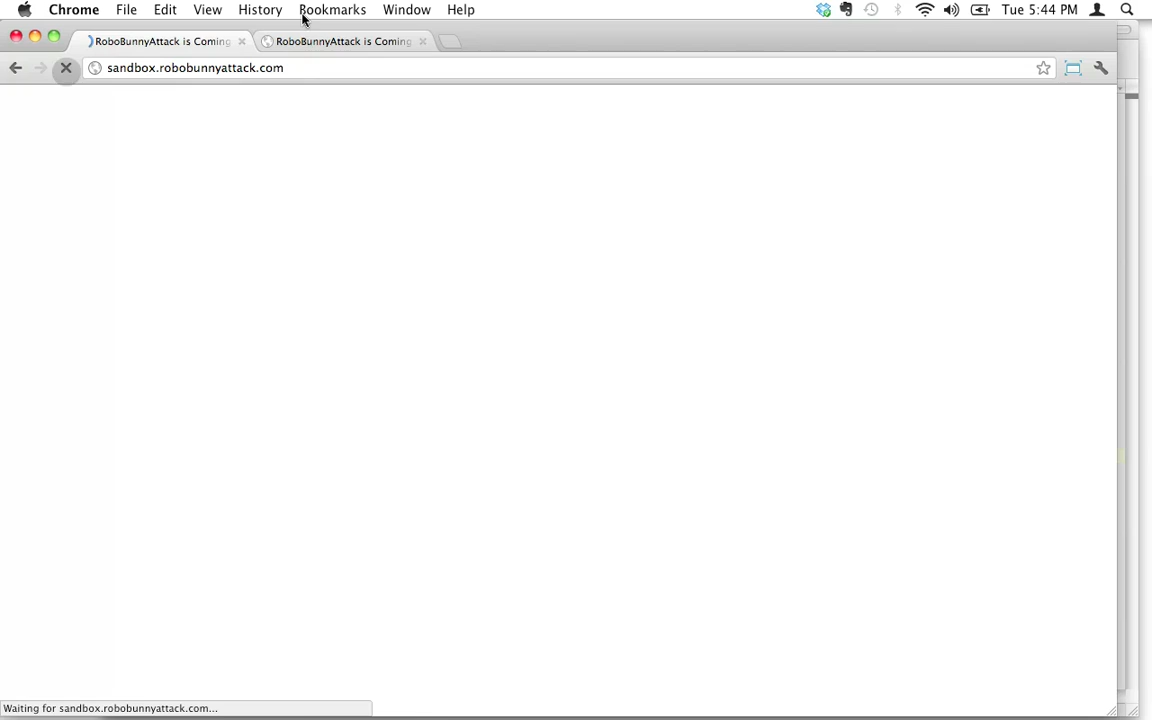 Chrome File Edit View History Bookmarks Window Help Tue 5:44 PM
RoboBunnyAttack is Coming RoboBunnyAttack is Coming
sandbox.robobunnyattack.com
Waiting for sandbox.robobunnyattack.com...